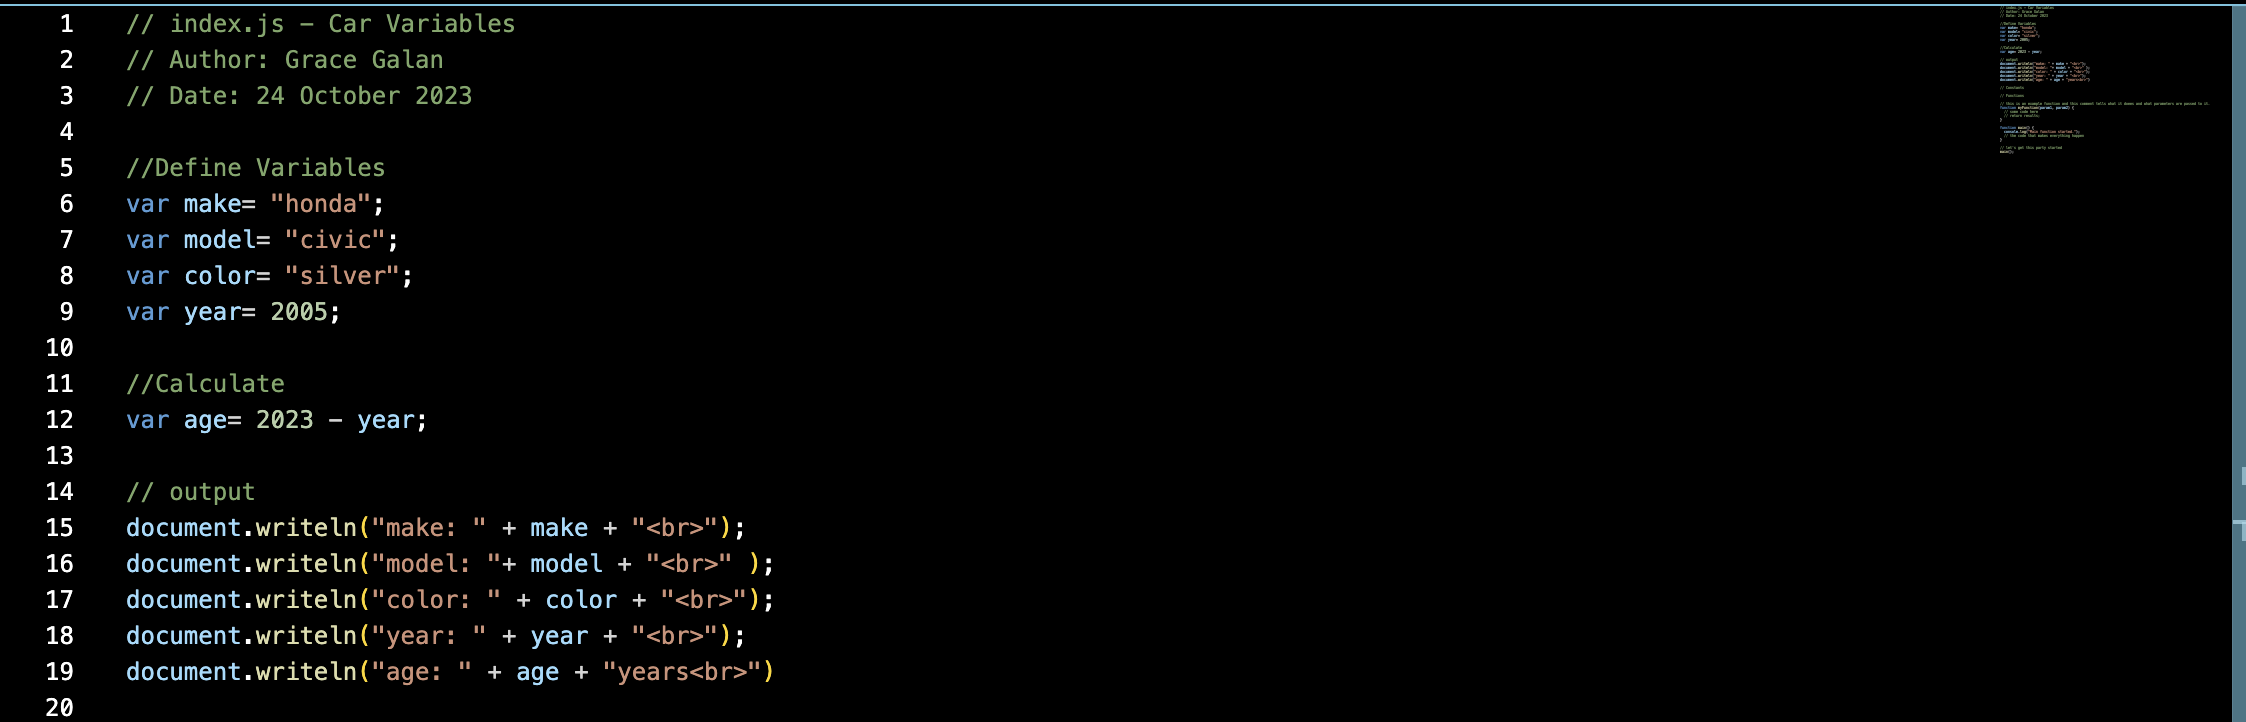 1 // index.js - Car Variables
2 // Author: Grace Galan
3 // Date: 24 October 2023
4
5 //Define Variables
6 var make= "honda";
7 var model= "civic";
8 var color= "silver";
9 var year= 2005;
10
11 //Calculate
12 var age= 2023 - year;
13
14 // output
15 document.writeln("make: " + make + "<br>");
16 document.writeln("model: "+ model + "<br>" );
17 document.writeln("color: " + color + "<br>");
18 document.writeln("year: " + year + "<br>");
19 document.writeln("age: " + age + "years<br>")
20